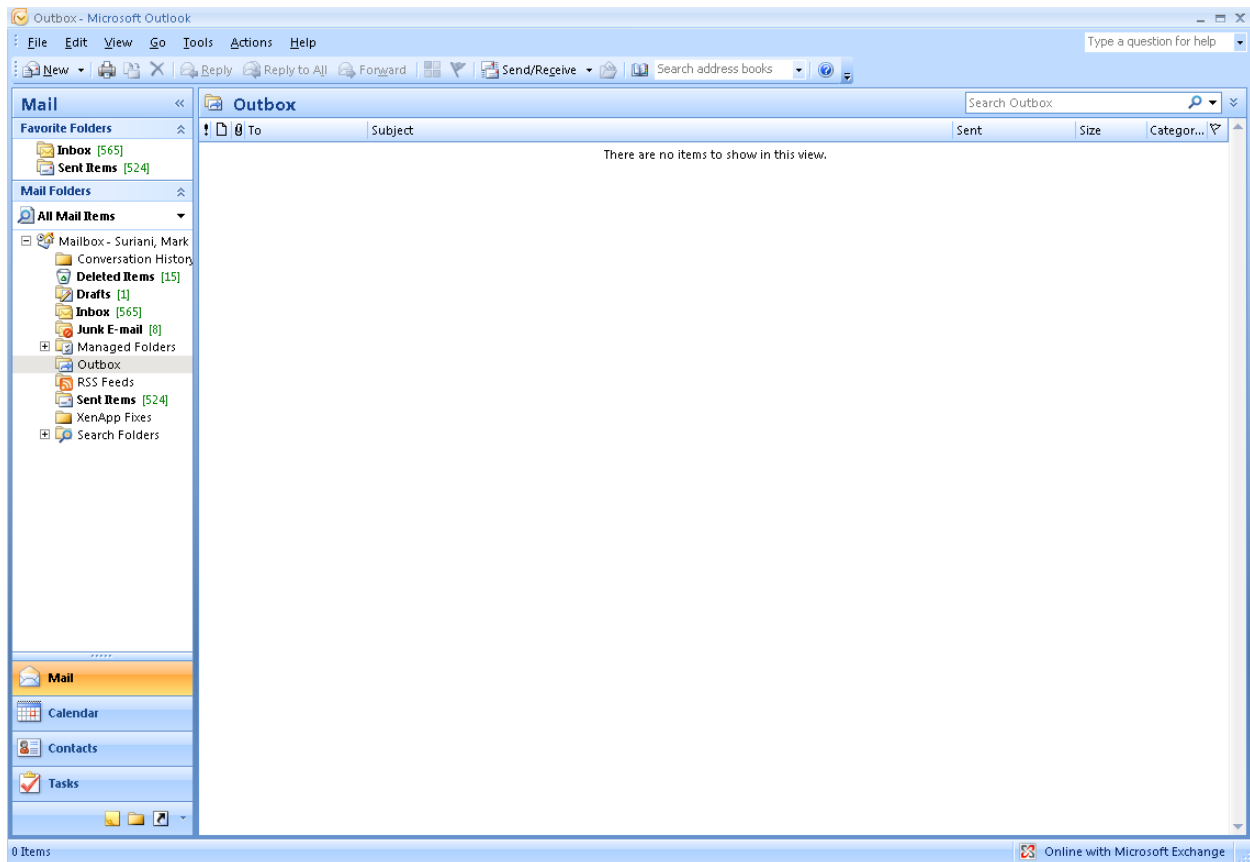 Outbox - Microsoft Outlook
File Edit View Go Tools Actions Help Type a question for help
New Reply Reply to All Forward Send/Receive Search address books
Mail « Outbox Search Outbox
Favorite Folders ! To Subject Sent Size Categor...
There are no items to show in this view.
Inbox [565]
Sent Items [524]
Mail Folders
All Mail Items
Mailbox - Suriani, Mark
Conversation History
Deleted Items [15]
Drafts [1]
Inbox [565]
Junk E-mail [8]
Managed Folders
Outbox
RSS Feeds
Sent Items [524]
XenApp Fixes
Search Folders
Mail
Calendar
Contacts
Tasks
0 Items Online with Microsoft Exchange